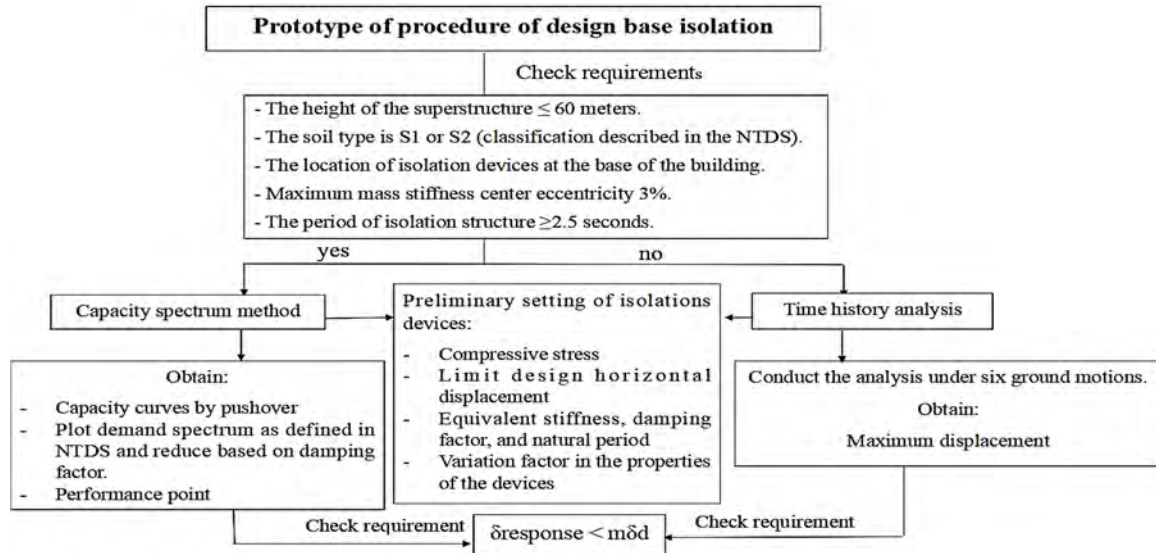 Prototype of procedure of design base isolation
Check requirements
- The height of the superstructure ≤ 60 meters.
- The soil type is S1 or S2 (classification described in the NTDS).
- The location of isolation devices at the base of the building.
- Maximum mass stiffness center eccentricity 3%.
- The period of isolation structure ≥2.5 seconds.
yes
no
Capacity spectrum method
Preliminary setting of isolations
devices:
- Compressive stress
- Limit design horizontal
displacement
- Equivalent stiffness, damping
factor, and natural period
- Variation factor in the properties
of the devices
Time history analysis
Obtain:
- Capacity curves by pushover
- Plot demand spectrum as defined in
NTDS and reduce based on damping
factor.
- Performance point
Conduct the analysis under six ground motions.
Obtain:
Maximum displacement
Check requirement
δresponse < mδd
Check requirement